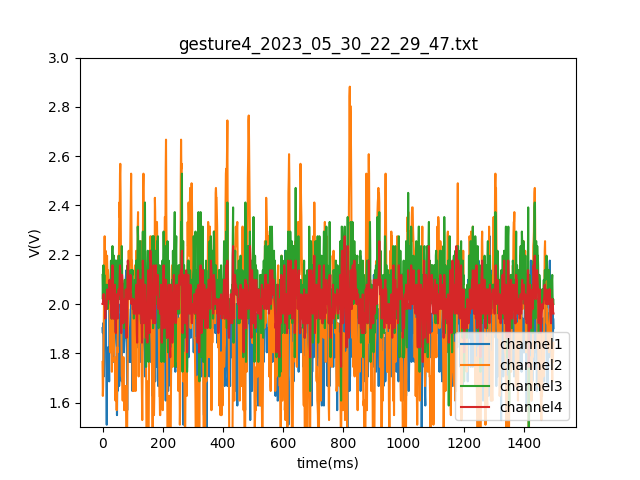 gesture4_2023_05_30_22_29_47.txt
3.0
2.8
2.6
2.4
2.2
2.0
1.8
1.6
V(V)
channel1
channel2
channel3
channel4
0 200 400 600 800 1000 1200 1400
time(ms)